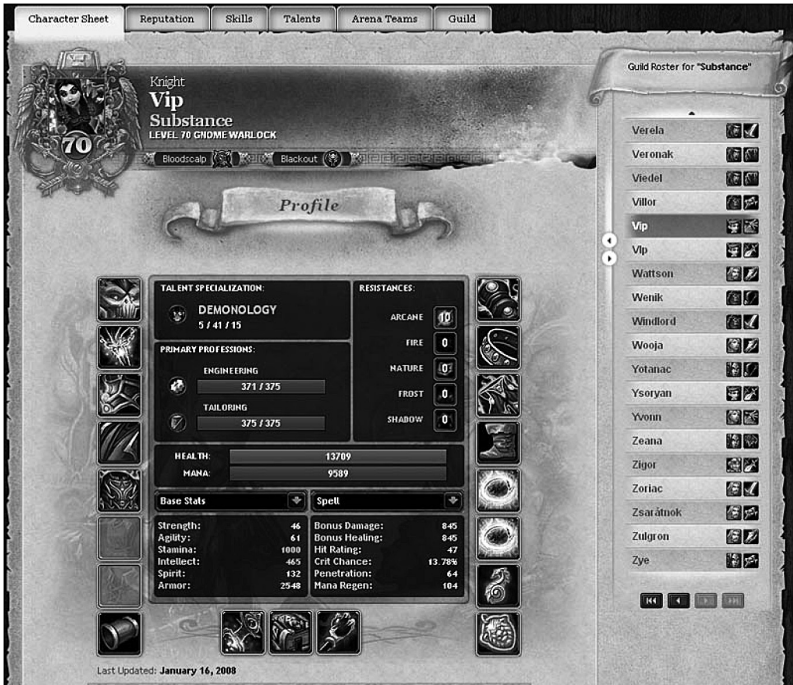 Character Sheet Reputation Skills Talents Arena Teams Guild
Knight
Vip
Substance
LEVEL 70 GNOME WARLOCK
70
Bloodscalp Blackout
Profile
TALENT SPECIALIZATION:
DEMONOLOGY
5 / 41 / 15
PRIMARY PROFESSIONS:
ENGINEERING
371 / 375
TAILORING
375 / 375
RESISTANCES:
ARCANE 10
FIRE 0
NATURE 0
FROST 0
SHADOW 0
HEALTH: 13709
MANA: 9589
Base Stats
Strength: 46
Agility: 61
Stamina: 1000
Intellect: 465
Spirit: 132
Armor: 2548
Spell
Bonus Damage: 845
Bonus Healing: 845
Hit Rating: 47
Crit Chance: 13.78%
Penetration: 64
Mana Regen: 104
Last Updated: January 16, 2008
Guild Roster for "Substance"
Verela
Veronak
Viedel
Villor
Vip
Vlp
Wattson
Wenik
Windlord
Wooja
Yotanac
Ysoryan
Yvonn
Zeana
Zigor
Zoriac
Zsarátnok
Zulgron
Zye